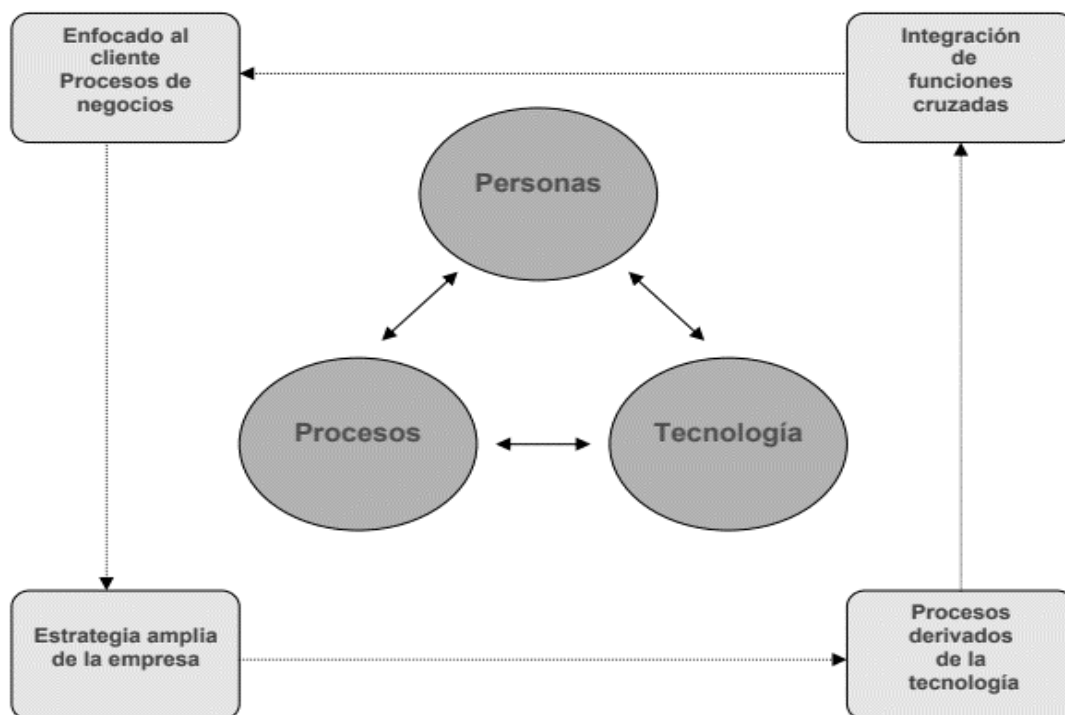 Enfocado al
cliente
Procesos de
negocios
Integración
de
funciones
cruzadas
Personas
Procesos
Tecnología
Estrategia amplia
de la empresa
Procesos
derivados
de la
tecnología